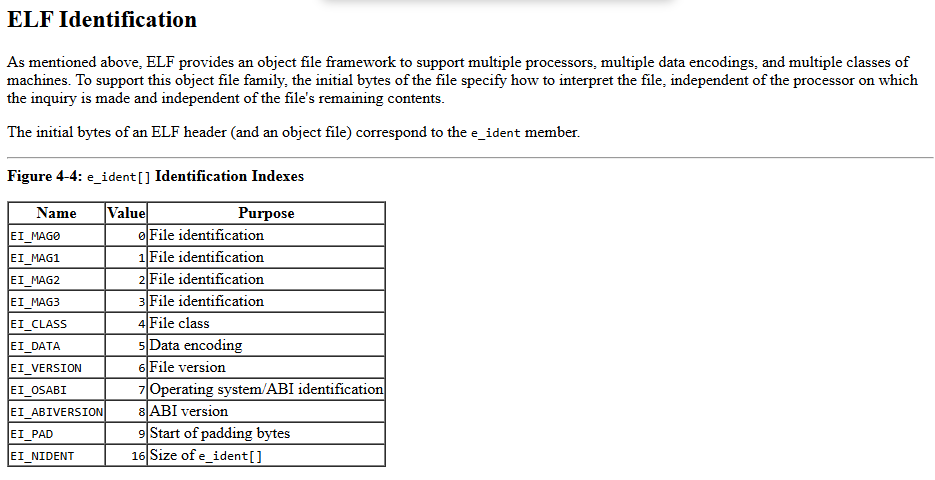 ELF Identification
As mentioned above, ELF provides an object file framework to support multiple processors, multiple data encodings, and multiple classes of
machines. To support this object file family, the initial bytes of the file specify how to interpret the file, independent of the processor on which
the inquiry is made and independent of the file's remaining contents.
The initial bytes of an ELF header (and an object file) correspond to the e_ident member.
Figure 4-4: e_ident[] Identification Indexes
Name Value Purpose
EI_MAG0 0 File identification
EI_MAG1 1 File identification
EI_MAG2 2 File identification
EI_MAG3 3 File identification
EI_CLASS 4 File class
EI_DATA 5 Data encoding
EI_VERSION 6 File version
EI_OSABI 7 Operating system/ABI identification
EI_ABIVERSION 8 ABI version
EI_PAD 9 Start of padding bytes
EI_NIDENT 16 Size of e_ident[]